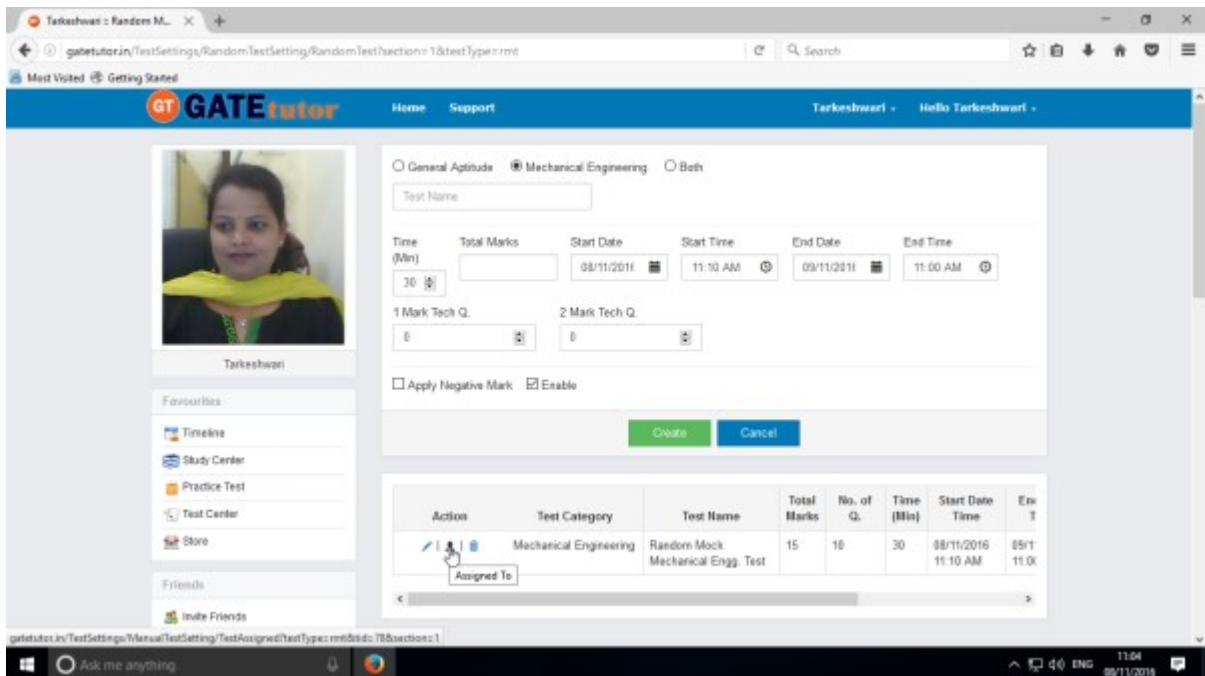 Tarkeshwari :: Random M...
gatetutor.in/TestSettings/RandomTestSetting/RandomTest?section=1&testType=rmt
Search
Most Visited Getting Started
GT GATEtutor
Home Support Tarkeshwari Hello Tarkeshwari
General Aptitude Mechanical Engineering Both
Test Name
Time (Min) Total Marks Start Date Start Time End Date End Time
30 08/11/2016 11:10 AM 09/11/2016 11:00 AM
1 Mark Tech Q. 2 Mark Tech Q.
0 0
Apply Negative Mark Enable
Create Cancel
Tarkeshwari
Favourites
Timeline
Study Center
Practice Test
Test Center
Store
Friends
Invite Friends
Action Test Category Test Name Total Marks No. of Q. Time (Min) Start Date Time En T
| | Mechanical Engineering Random Mock Mechanical Engg. Test 15 10 30 08/11/2016 11:10 AM 09/1 11:0
Assigned To
gatetutor.in/TestSettings/ManualTestSetting/TestAssigned?testType=rmt&tid=78&section=1
Ask me anything
ENG 11:04
08/11/2016